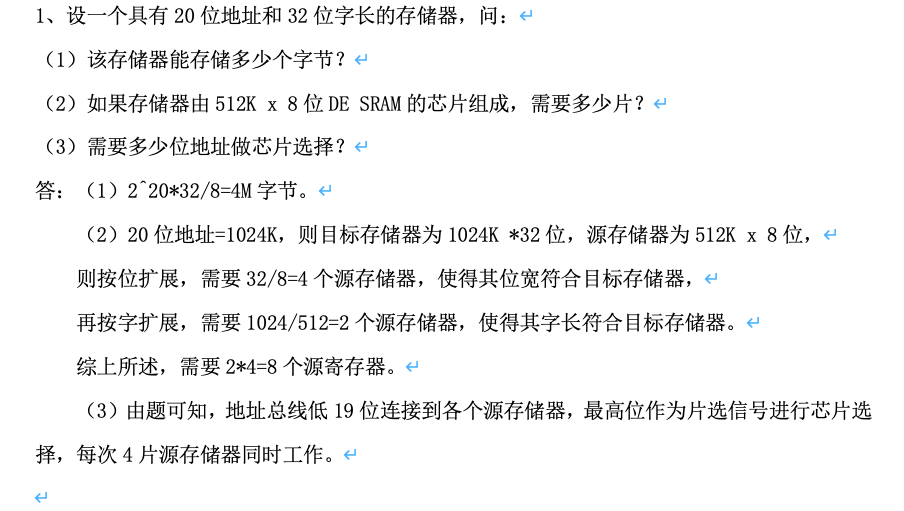 1、设一个具有 20 位地址和 32 位字长的存储器，问：
（1）该存储器能存储多少个字节？
（2）如果存储器由 512K x 8 位 DE SRAM 的芯片组成，需要多少片？
（3）需要多少位地址做芯片选择？
答：（1）2^20*32/8=4M 字节。
（2）20 位地址=1024K，则目标存储器为 1024K *32 位，源存储器为 512K x 8 位，
则按位扩展，需要 32/8=4 个源存储器，使得其位宽符合目标存储器，
再按字扩展，需要 1024/512=2 个源存储器，使得其字长符合目标存储器。
综上所述，需要 2*4=8 个源寄存器。
（3）由题可知，地址总线低 19 位连接到各个源存储器，最高位作为片选信号进行芯片选
择，每次 4 片源存储器同时工作。